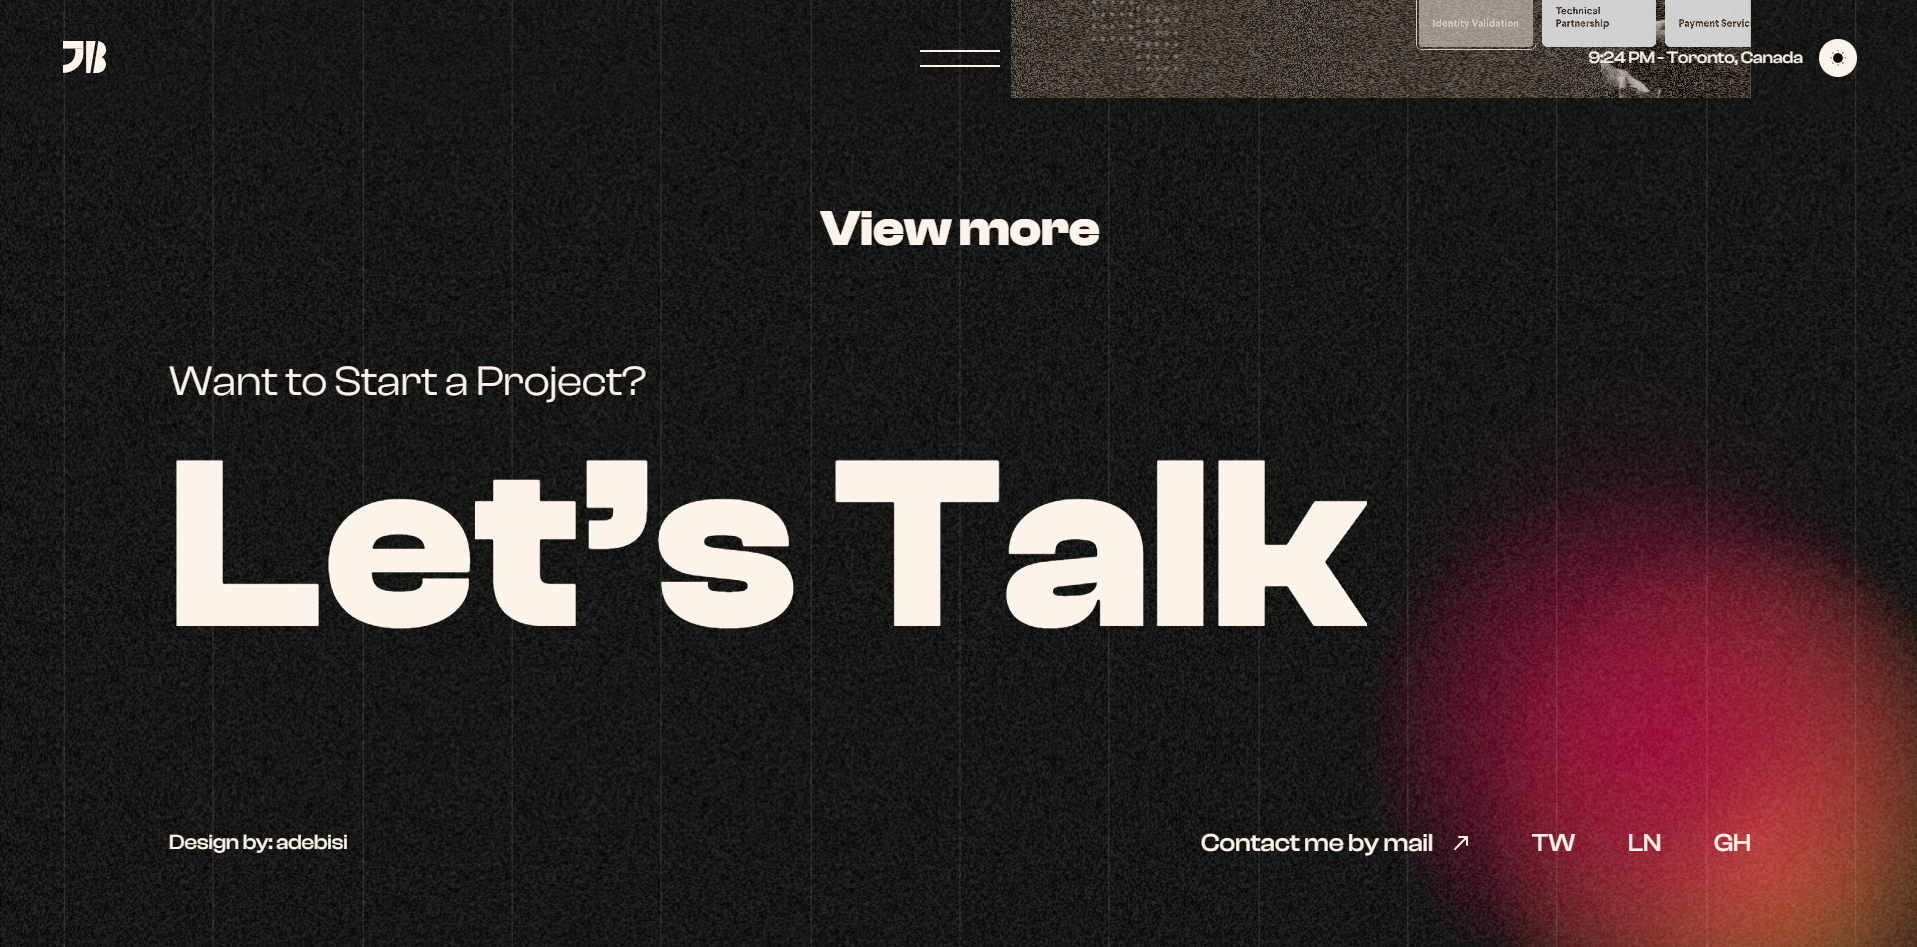 Identity Validation
Technical
Partnership
Payment Servic
JB
9:24 PM - Toronto, Canada
View more
Want to Start a Project?
Let’s Talk
Design by: adebisi
Contact me by mail
TW
LN
GH